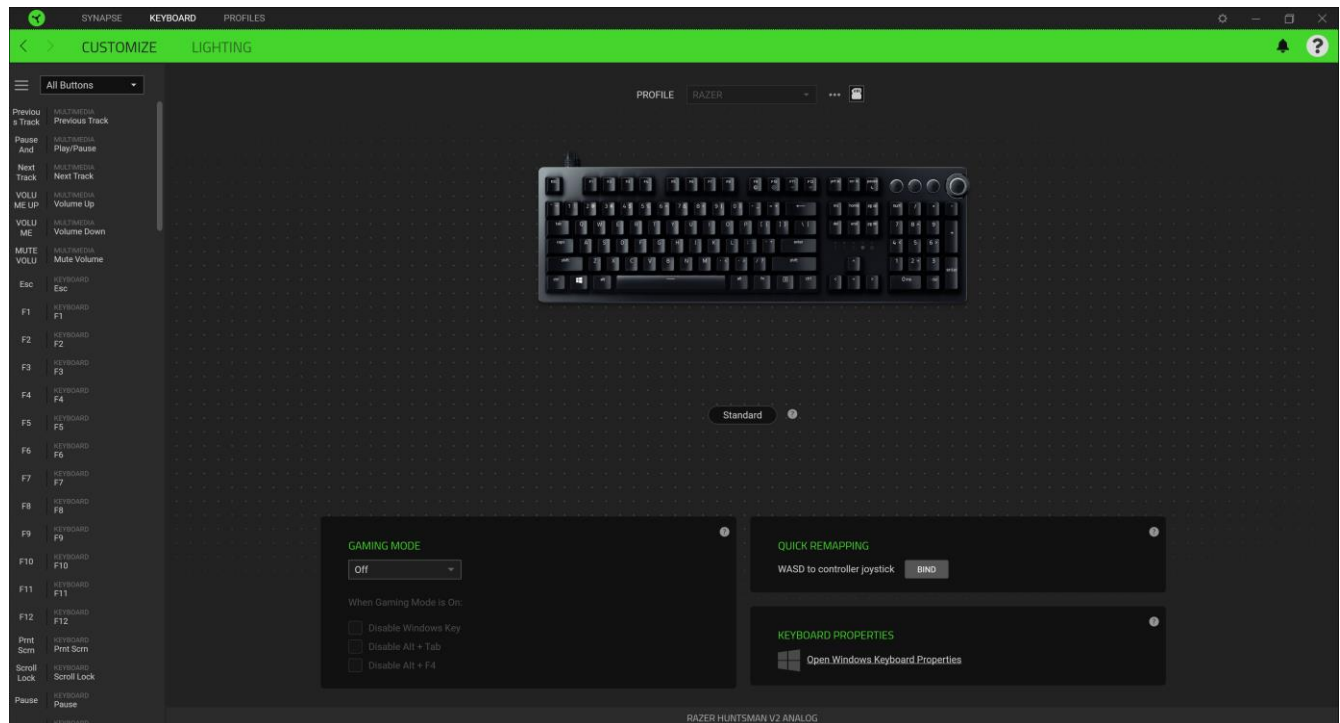 SYNAPSE KEYBOARD PROFILES
CUSTOMIZE LIGHTING
All Buttons
PROFILE RAZER
Previou
s Track
MULTIMEDIA
Previous Track
Pause
And
MULTIMEDIA
Play/Pause
Next
Track
MULTIMEDIA
Next Track
VOLU
ME UP
MULTIMEDIA
Volume Up
VOLU
ME
MULTIMEDIA
Volume Down
MUTE
VOLU
MULTIMEDIA
Mute Volume
Esc
KEYBOARD
Esc
F1
KEYBOARD
F1
F2
KEYBOARD
F2
F3
KEYBOARD
F3
F4
KEYBOARD
F4
F5
KEYBOARD
F5
F6
KEYBOARD
F6
F7
KEYBOARD
F7
F8
KEYBOARD
F8
F9
KEYBOARD
F9
F10
KEYBOARD
F10
F11
KEYBOARD
F11
F12
KEYBOARD
F12
Prnt
Scrn
KEYBOARD
Prnt Scrn
Scroll
Lock
KEYBOARD
Scroll Lock
Pause
KEYBOARD
Pause
Standard
GAMING MODE
Off
When Gaming Mode is On:
Disable Windows Key
Disable Alt + Tab
Disable Alt + F4
QUICK REMAPPING
WASD to controller joystick BIND
KEYBOARD PROPERTIES
Open Windows Keyboard Properties
RAZER HUNTSMAN V2 ANALOG